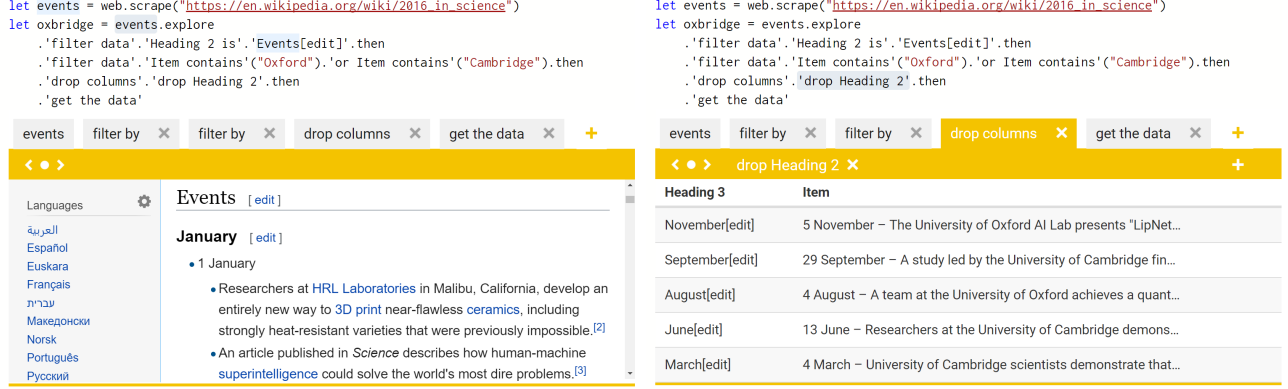 let events = web.scrape("https://en.wikipedia.org/wiki/2016_in_science")
let oxbridge = events.explore
.'filter data'.'Heading 2 is'.'Events[edit]'.then
.'filter data'.'Item contains'("Oxford").'or Item contains'("Cambridge").then
.'drop columns'.'drop Heading 2'.then
.'get the data'
events filter by × filter by × drop columns × get the data × +
< >
Languages
العربية
Español
Euskara
Français
עברית
Македонски
Norsk
Português
Русский
Events [ edit ]
January [ edit ]
• 1 January
• Researchers at HRL Laboratories in Malibu, California, develop an
entirely new way to 3D print near-flawless ceramics, including
strongly heat-resistant varieties that were previously impossible.[2]
• An article published in Science describes how human-machine
superintelligence could solve the world's most dire problems.[3]
let events = web.scrape("https://en.wikipedia.org/wiki/2016_in_science")
let oxbridge = events.explore
.'filter data'.'Heading 2 is'.'Events[edit]'.then
.'filter data'.'Item contains'("Oxford").'or Item contains'("Cambridge").then
.'drop columns'.'drop Heading 2'.then
.'get the data'
events filter by × filter by × drop columns × get the data × +
< > drop Heading 2 × +
Heading 3 Item
November[edit] 5 November – The University of Oxford AI Lab presents "LipNet...
September[edit] 29 September – A study led by the University of Cambridge fin...
August[edit] 4 August – A team at the University of Oxford achieves a quant...
June[edit] 13 June – Researchers at the University of Cambridge demons...
March[edit] 4 March – University of Cambridge scientists demonstrate that...